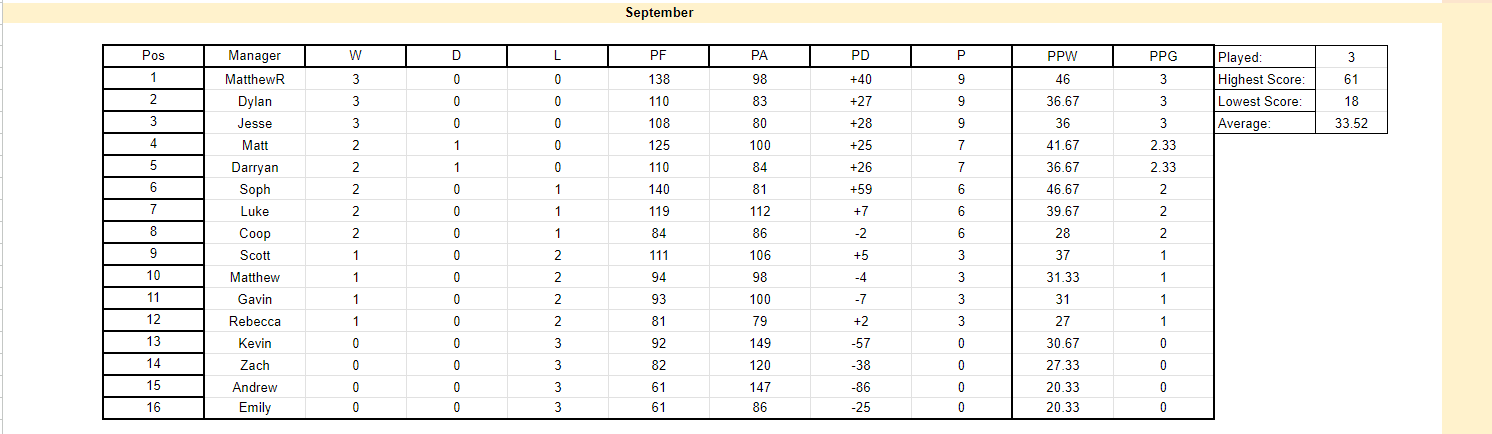 September
Pos Manager W D L PF PA PD P PPW PPG Played: 3
1 MatthewR 3 0 0 138 98 +40 9 46 3 Highest Score: 61
2 Dylan 3 0 0 110 83 +27 9 36.67 3 Lowest Score: 18
3 Jesse 3 0 0 108 80 +28 9 36 3 Average: 33.52
4 Matt 2 1 0 125 100 +25 7 41.67 2.33
5 Darryan 2 1 0 110 84 +26 7 36.67 2.33
6 Soph 2 0 1 140 81 +59 6 46.67 2
7 Luke 2 0 1 119 112 +7 6 39.67 2
8 Coop 2 0 1 84 86 -2 6 28 2
9 Scott 1 0 2 111 106 +5 3 37 1
10 Matthew 1 0 2 94 98 -4 3 31.33 1
11 Gavin 1 0 2 93 100 -7 3 31 1
12 Rebecca 1 0 2 81 79 +2 3 27 1
13 Kevin 0 0 3 92 149 -57 0 30.67 0
14 Zach 0 0 3 82 120 -38 0 27.33 0
15 Andrew 0 0 3 61 147 -86 0 20.33 0
16 Emily 0 0 3 61 86 -25 0 20.33 0